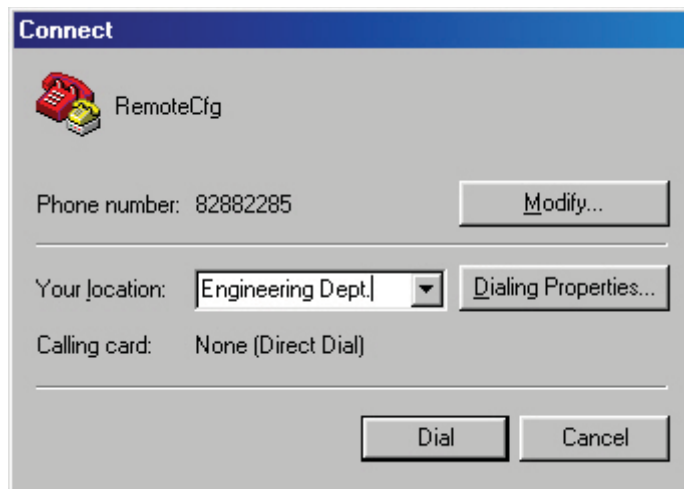 Connect
RemoteCfg
Phone number: 82882285 Modify...
Your location: Engineering Dept. Dialing Properties...
Calling card: None (Direct Dial)
Dial Cancel